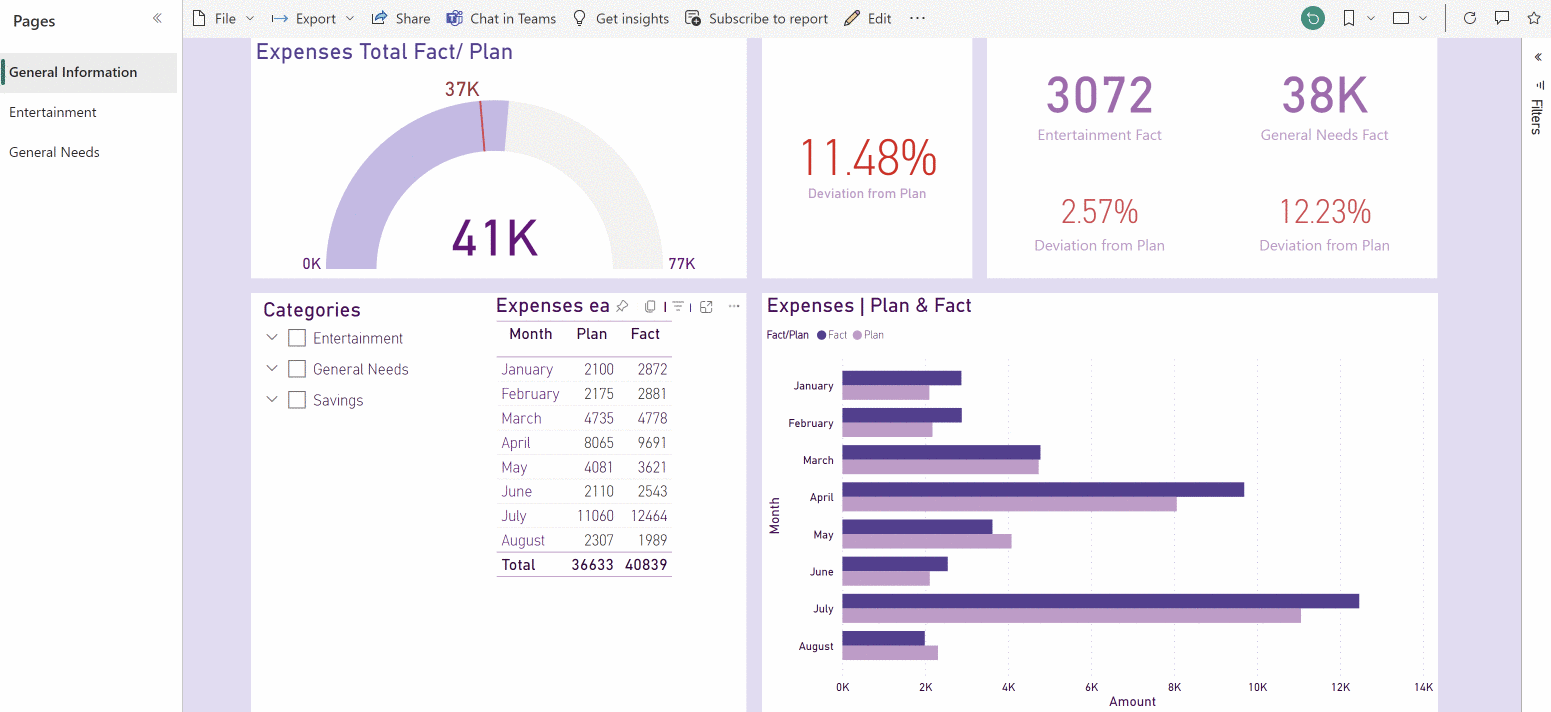 Pages
File
Export
Share
Chat in Teams
Get insights
Subscribe to report
Edit
General Information
Entertainment
General Needs
Filters
Expenses Total Fact/ Plan
37K
41K
0K
77K
11.48%
Deviation from Plan
3072
Entertainment Fact
38K
General Needs Fact
2.57%
Deviation from Plan
12.23%
Deviation from Plan
Categories
Entertainment
General Needs
Savings
Expenses ea
Month Plan Fact
January 2100 2872
February 2175 2881
March 4735 4778
April 8065 9691
May 4081 3621
June 2110 2543
July 11060 12464
August 2307 1989
Total 36633 40839
Expenses | Plan & Fact
Fact/Plan Fact Plan
Month
January
February
March
April
May
June
July
August
0K 2K 4K 6K 8K 10K 12K 14K
Amount